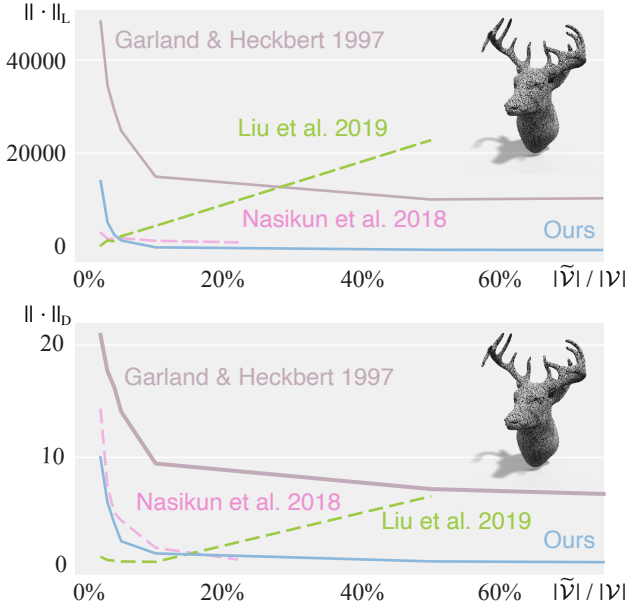 ‖ · ‖L
Garland & Heckbert 1997
40000
Liu et al. 2019
20000
Nasikun et al. 2018
Ours
0
0% 20% 40% 60% |Ṽ| / |V|
‖ · ‖D
20
Garland & Heckbert 1997
10
Nasikun et al. 2018
Liu et al. 2019
Ours
0
0% 20% 40% 60% |Ṽ| / |V|